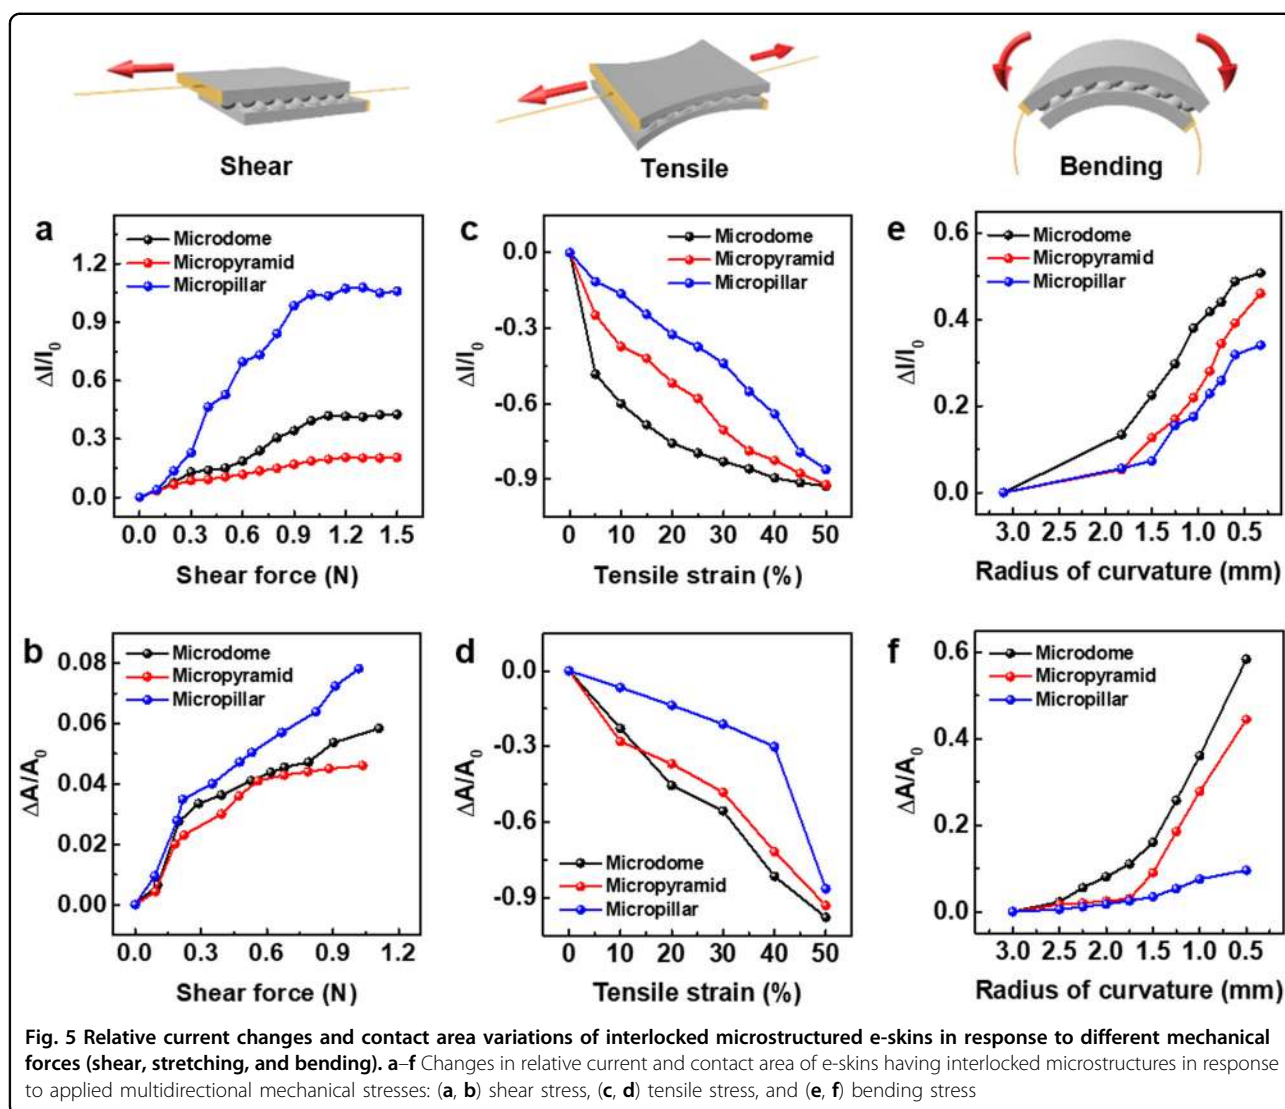 Shear
Tensile
Bending
a
Microdome
Micropyramid
Micropillar
1.2
0.9
0.6
0.3
0.0
ΔI/I0
0.0 0.3 0.6 0.9 1.2 1.5
Shear force (N)
c
Microdome
Micropyramid
Micropillar
0.0
-0.3
-0.6
-0.9
ΔI/I0
0 10 20 30 40 50
Tensile strain (%)
e
Microdome
Micropyramid
Micropillar
0.6
0.4
0.2
0.0
ΔI/I0
3.0 2.0 1.5 1.0 0.5
Radius of curvature (mm)
b
Microdome
Micropyramid
Micropillar
0.08
0.06
0.04
0.02
0.00
ΔA/A0
0.0 0.3 0.6 0.9 1.2
Shear force (N)
d
Microdome
Micropyramid
Micropillar
0.0
-0.3
-0.6
-0.9
ΔA/A0
0 10 20 30 40 50
Tensile strain (%)
f
Microdome
Micropyramid
Micropillar
0.6
0.4
0.2
0.0
ΔA/A0
3.0 2.5 2.0 1.5 1.0 0.5
Radius of curvature (mm)
Fig. 5 Relative current changes and contact area variations of interlocked microstructured e-skins in response to different mechanical
forces (shear, stretching, and bending). a–f Changes in relative current and contact area of e-skins having interlocked microstructures in response
to applied multidirectional mechanical stresses: (a, b) shear stress, (c, d) tensile stress, and (e, f) bending stress